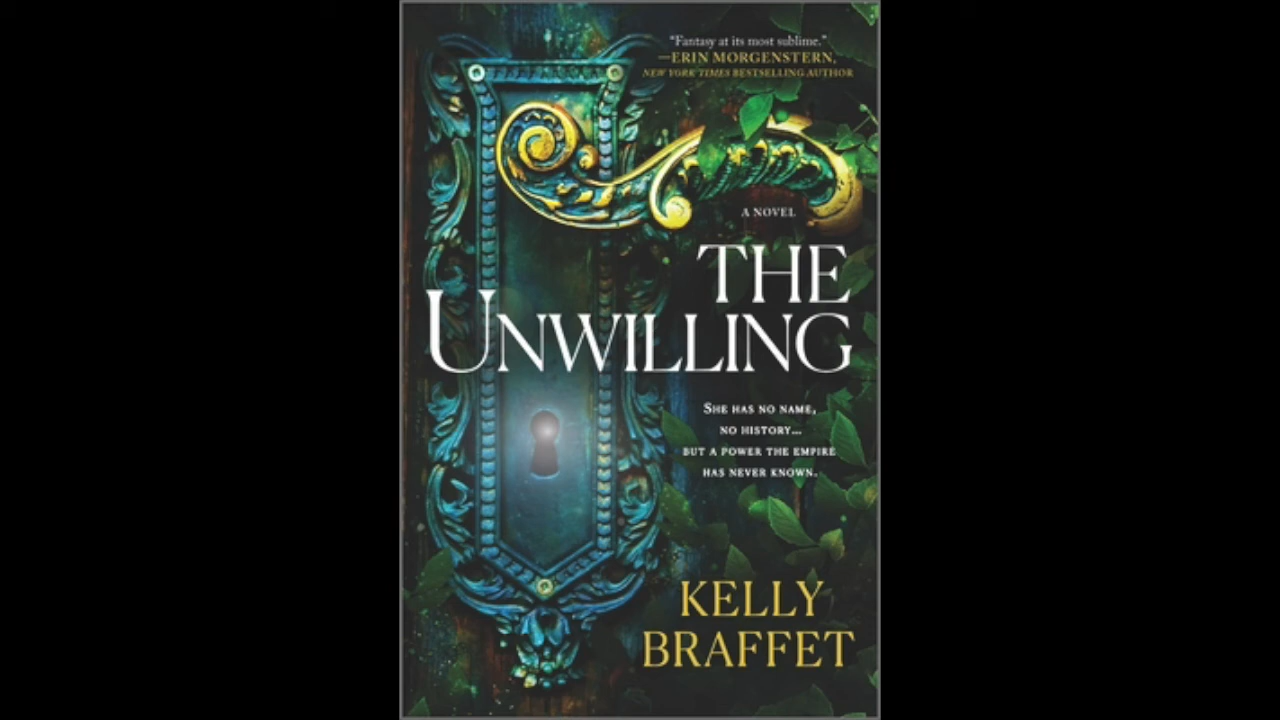 "Fantasy at its most sublime."
—ERIN MORGENSTERN,
NEW YORK TIMES BESTSELLING AUTHOR
A NOVEL
THE
UNWILLING
SHE HAS NO NAME,
NO HISTORY...
BUT A POWER THE EMPIRE
HAS NEVER KNOWN.
KELLY
BRAFFET